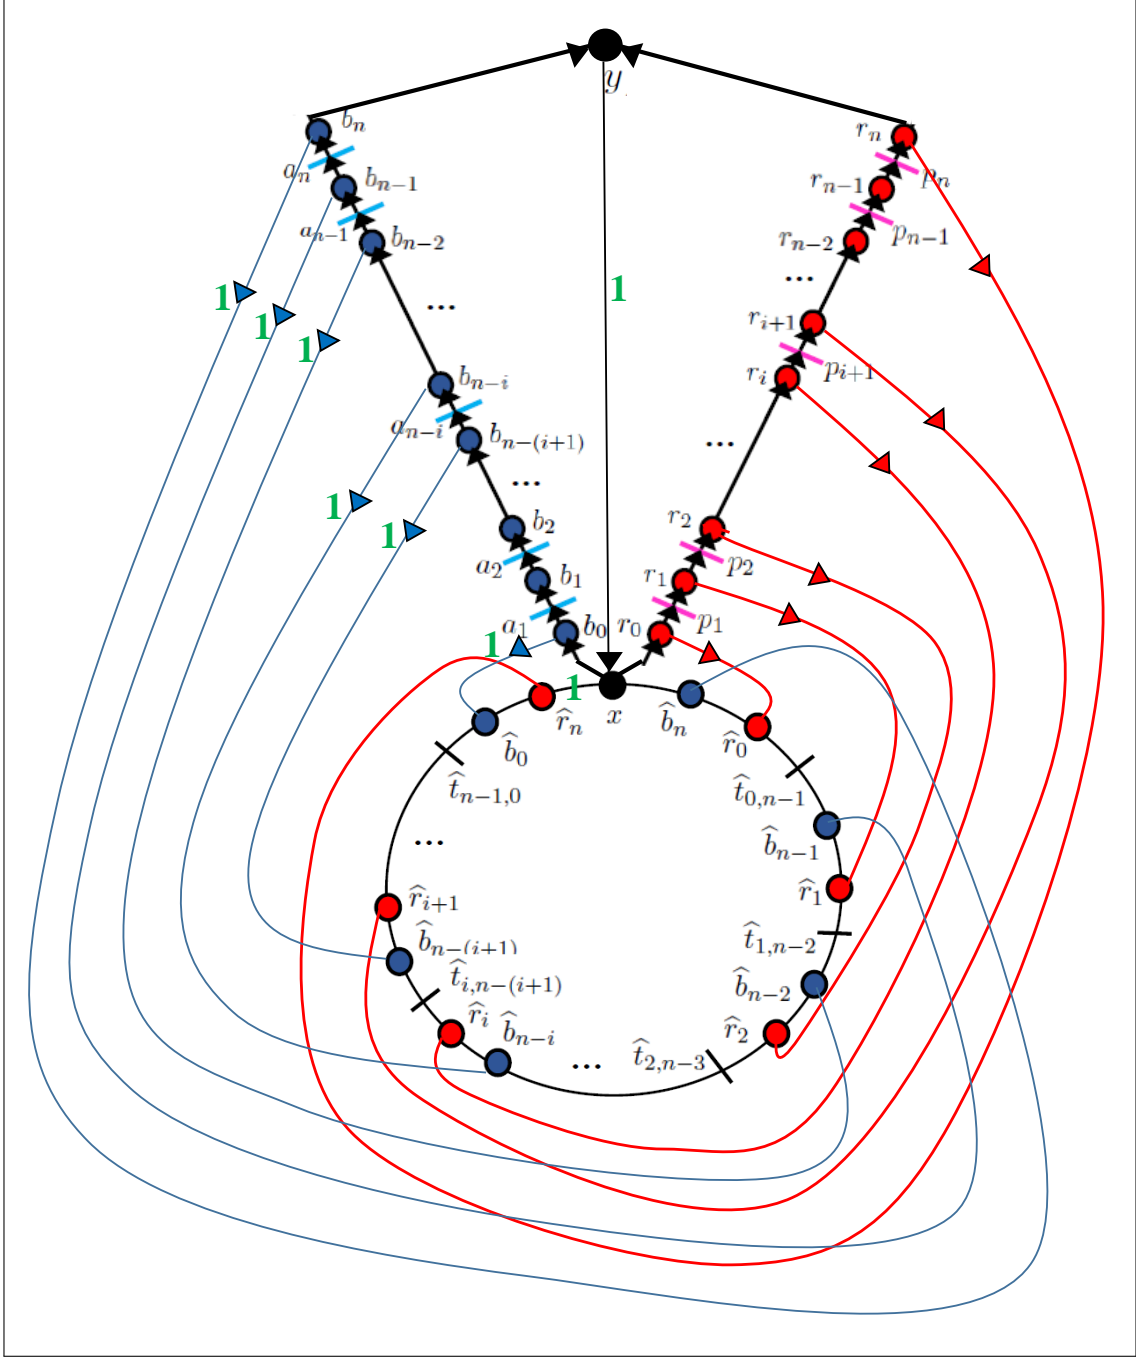 y
b_n
r_n
a_n
b_{n-1}
r_{n-1}
p_n
a_{n-1}
b_{n-2}
r_{n-2}
p_{n-1}
1
1
1
1
...
...
r_{i+1}
b_{n-i}
r_i
p_{i+1}
a_{n-i}
b_{n-(i+1)}
...
...
1
1
b_2
r_2
a_2
b_1
r_1
p_2
1
a_1
b_0
r_0
p_1
1
x
\hat{r}_n
\hat{b}_n
\hat{b}_0
\hat{r}_0
\hat{t}_{n-1,0}
\hat{t}_{0,n-1}
...
\hat{b}_{n-1}
\hat{r}_{i+1}
\hat{r}_1
\hat{b}_{n-(i+1)}
\hat{t}_{1,n-2}
\hat{t}_{i,n-(i+1)}
\hat{b}_{n-2}
\hat{r}_i
\hat{b}_{n-i}
\hat{r}_2
...
\hat{t}_{2,n-3}